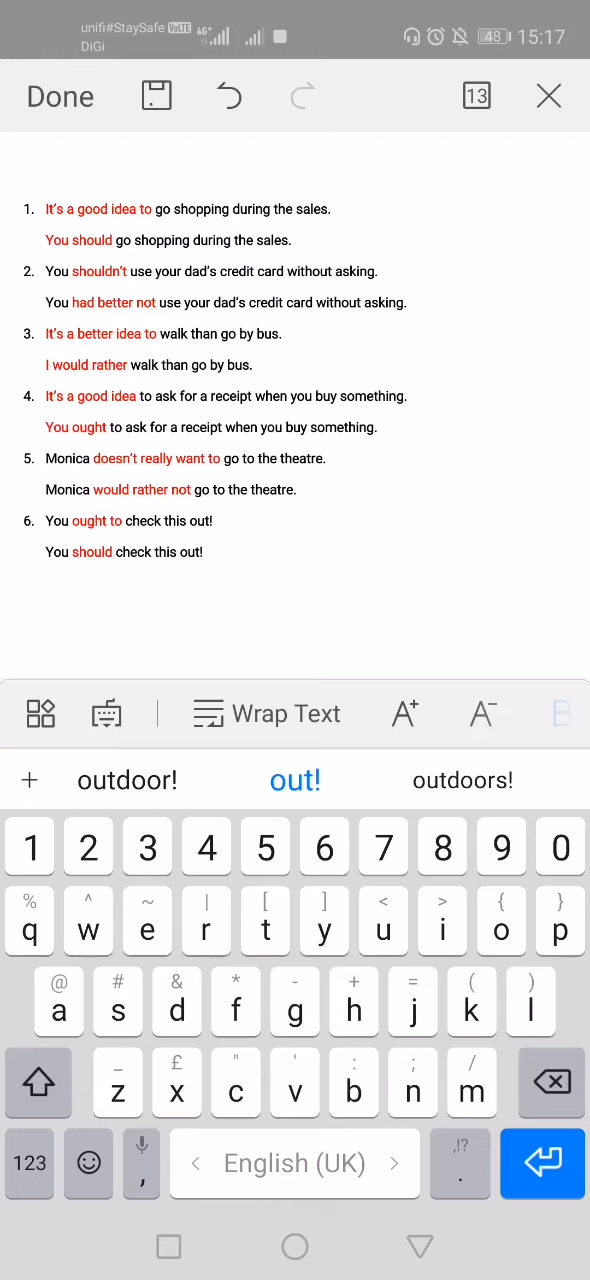 unifi#StaySafe VoLTE 4G+
DiGi
48 15:17
Done 13
1. It's a good idea to go shopping during the sales.
You should go shopping during the sales.
2. You shouldn't use your dad's credit card without asking.
You had better not use your dad's credit card without asking.
3. It's a better idea to walk than go by bus.
I would rather walk than go by bus.
4. It's a good idea to ask for a receipt when you buy something.
You ought to ask for a receipt when you buy something.
5. Monica doesn't really want to go to the theatre.
Monica would rather not go to the theatre.
6. You ought to check this out!
You should check this out!
Wrap Text A+ A- B
+ outdoor! out! outdoors!
1 2 3 4 5 6 7 8 9 0
% ^ ~ | [ ] < > { }
q w e r t y u i o p
@ # & * - + = ( )
a s d f g h j k l
_ £ " ' : ; /
z x c v b n m
123 , < English (UK) > ,!? .